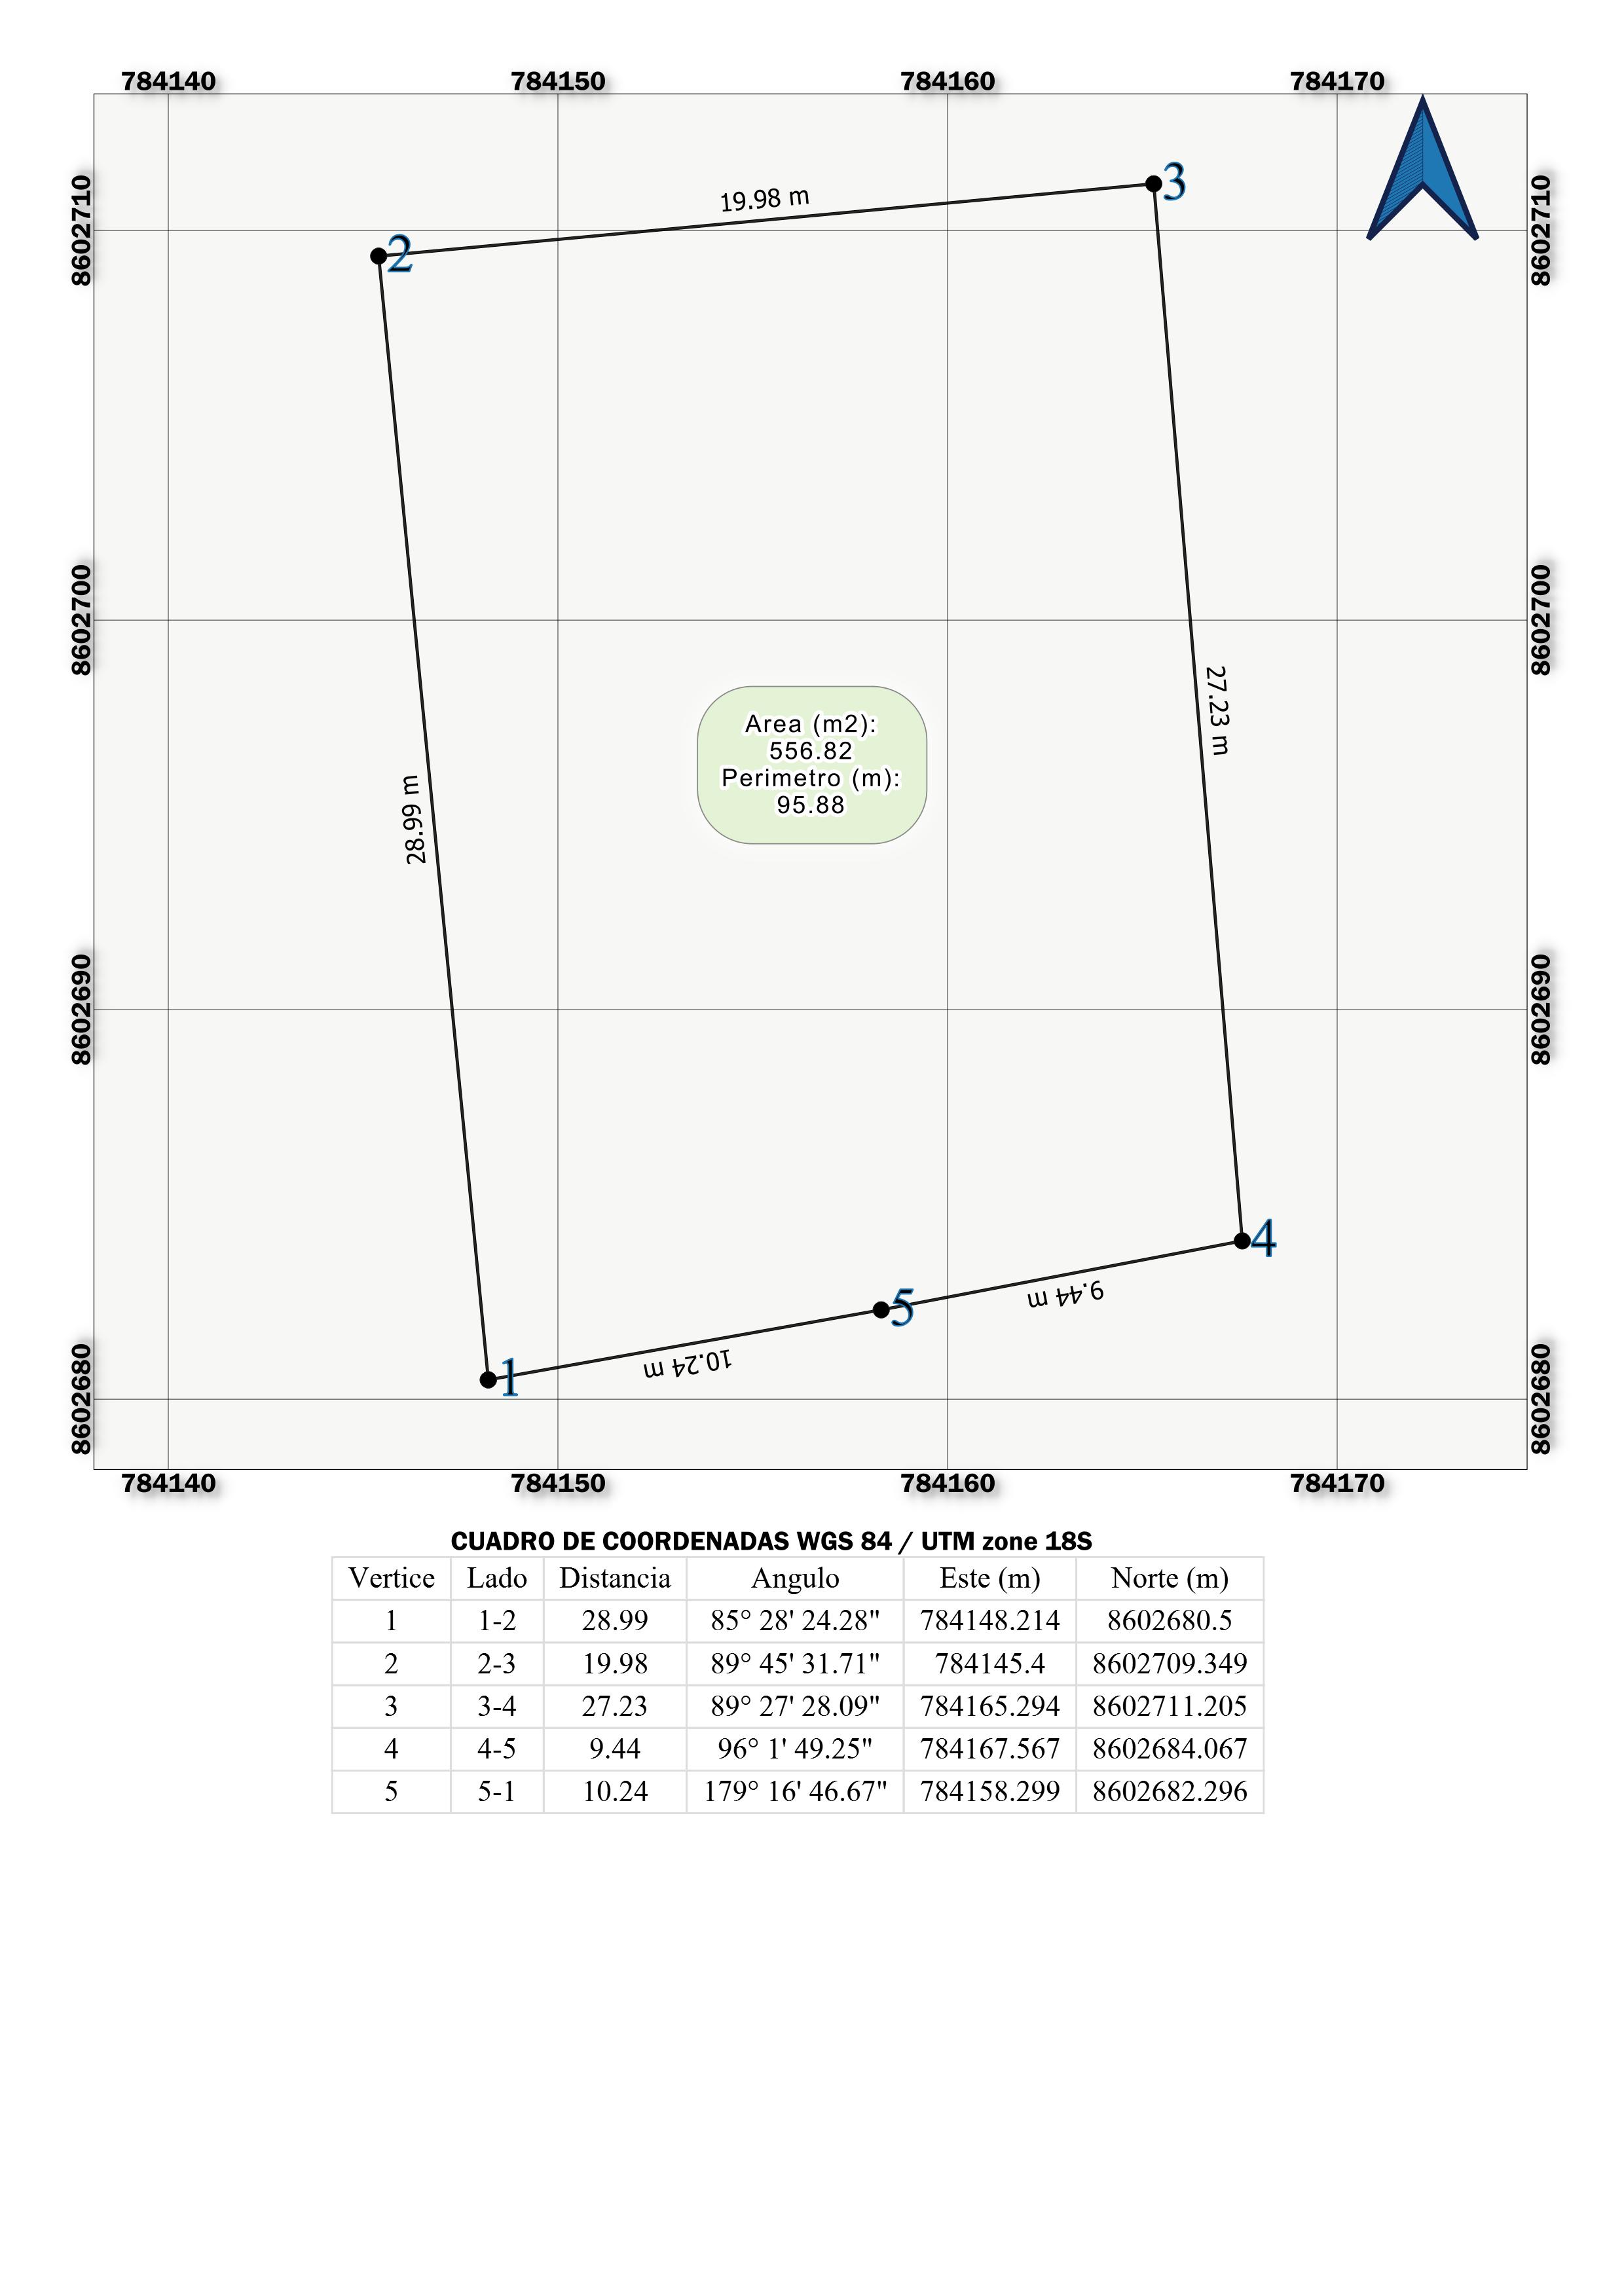 784140 784150 784160 784170
8602710 8602710
3
19.98 m
2
8602700 8602700
27.23 m
Area (m2):
556.82
Perimetro (m):
95.88
28.99 m
8602690 8602690
4
9.44 m
5
10.24 m
1
8602680 8602680
784140 784150 784160 784170
CUADRO DE COORDENADAS WGS 84 / UTM zone 18S
Vertice Lado Distancia Angulo Este (m) Norte (m)
1 1-2 28.99 85° 28' 24.28" 784148.214 8602680.5
2 2-3 19.98 89° 45' 31.71" 784145.4 8602709.349
3 3-4 27.23 89° 27' 28.09" 784165.294 8602711.205
4 4-5 9.44 96° 1' 49.25" 784167.567 8602684.067
5 5-1 10.24 179° 16' 46.67" 784158.299 8602682.296